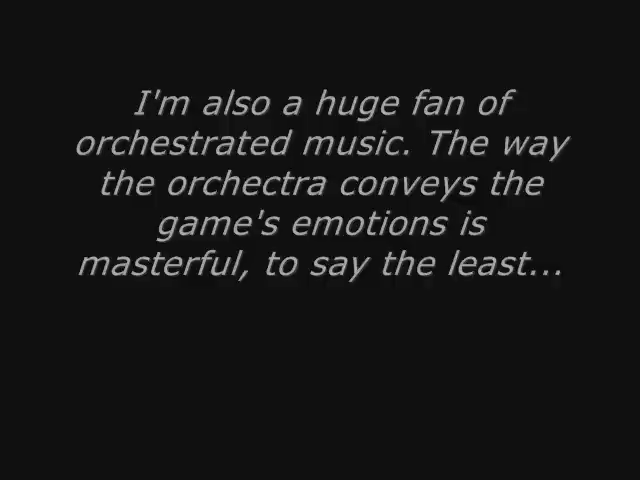 I'm also a huge fan of
orchestrated music. The way
the orchectra conveys the
game's emotions is
masterful, to say the least...